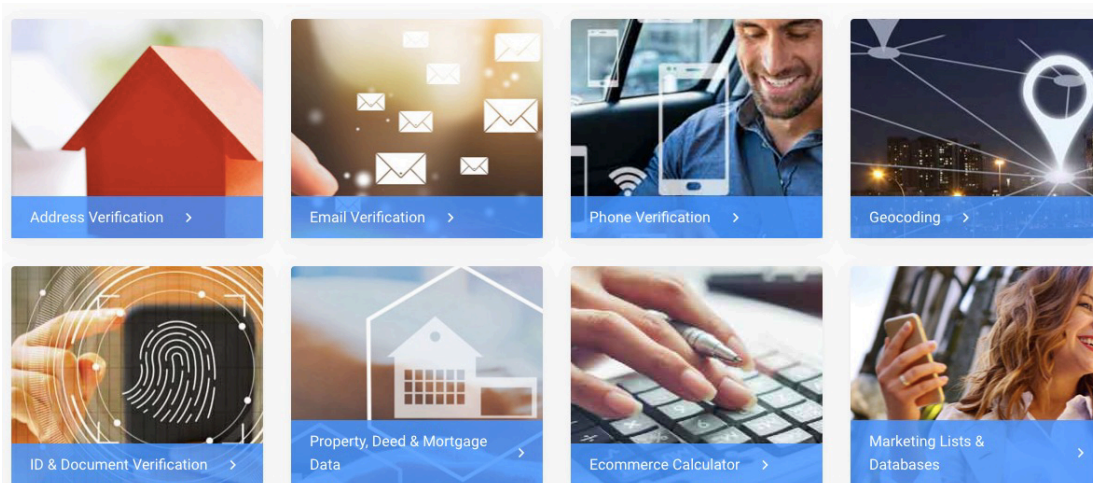 Address Verification
Email Verification
Phone Verification
Geocoding
ID & Document Verification
Property, Deed & Mortgage
Data
Ecommerce Calculator
Marketing Lists &
Databases